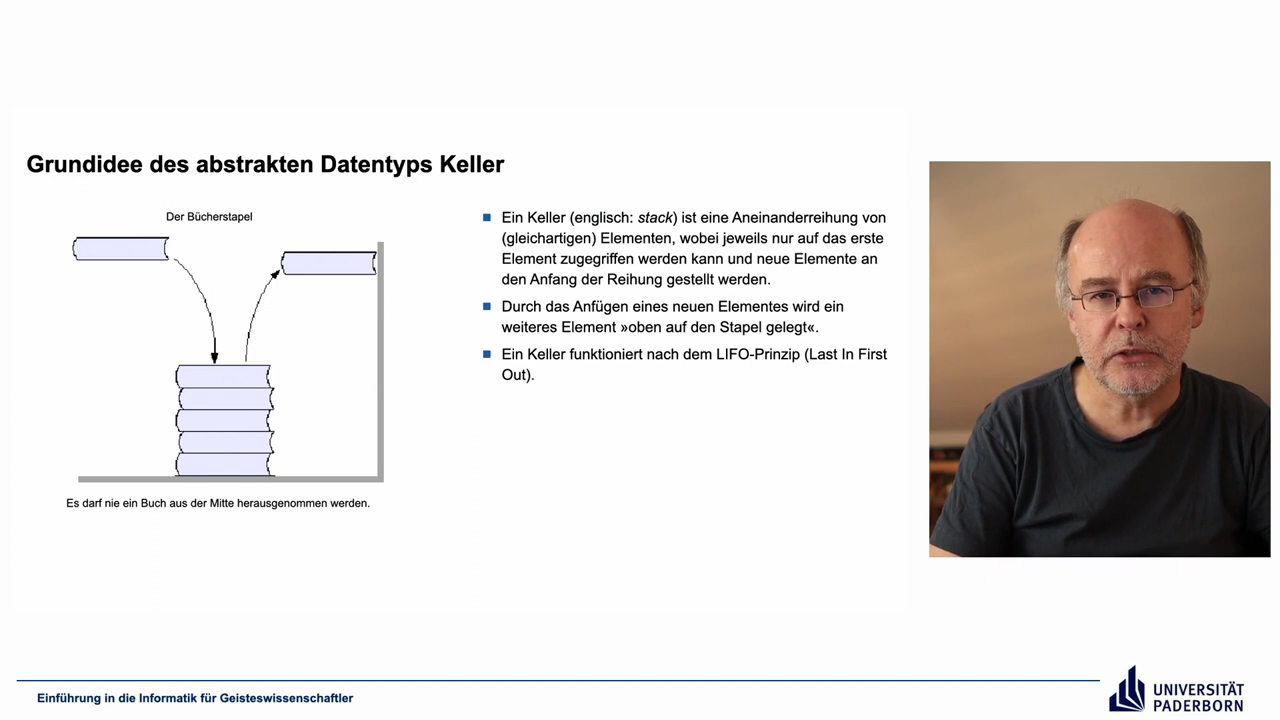 Grundidee des abstrakten Datentyps Keller
Der Bücherstapel
Es darf nie ein Buch aus der Mitte herausgenommen werden.
Ein Keller (englisch: stack) ist eine Aneinanderreihung von
(gleichartigen) Elementen, wobei jeweils nur auf das erste
Element zugegriffen werden kann und neue Elemente an
den Anfang der Reihung gestellt werden.
Durch das Anfügen eines neuen Elementes wird ein
weiteres Element »oben auf den Stapel gelegt«.
Ein Keller funktioniert nach dem LIFO-Prinzip (Last In First
Out).
Einführung in die Informatik für Geisteswissenschaftler
UNIVERSITÄT
PADERBORN